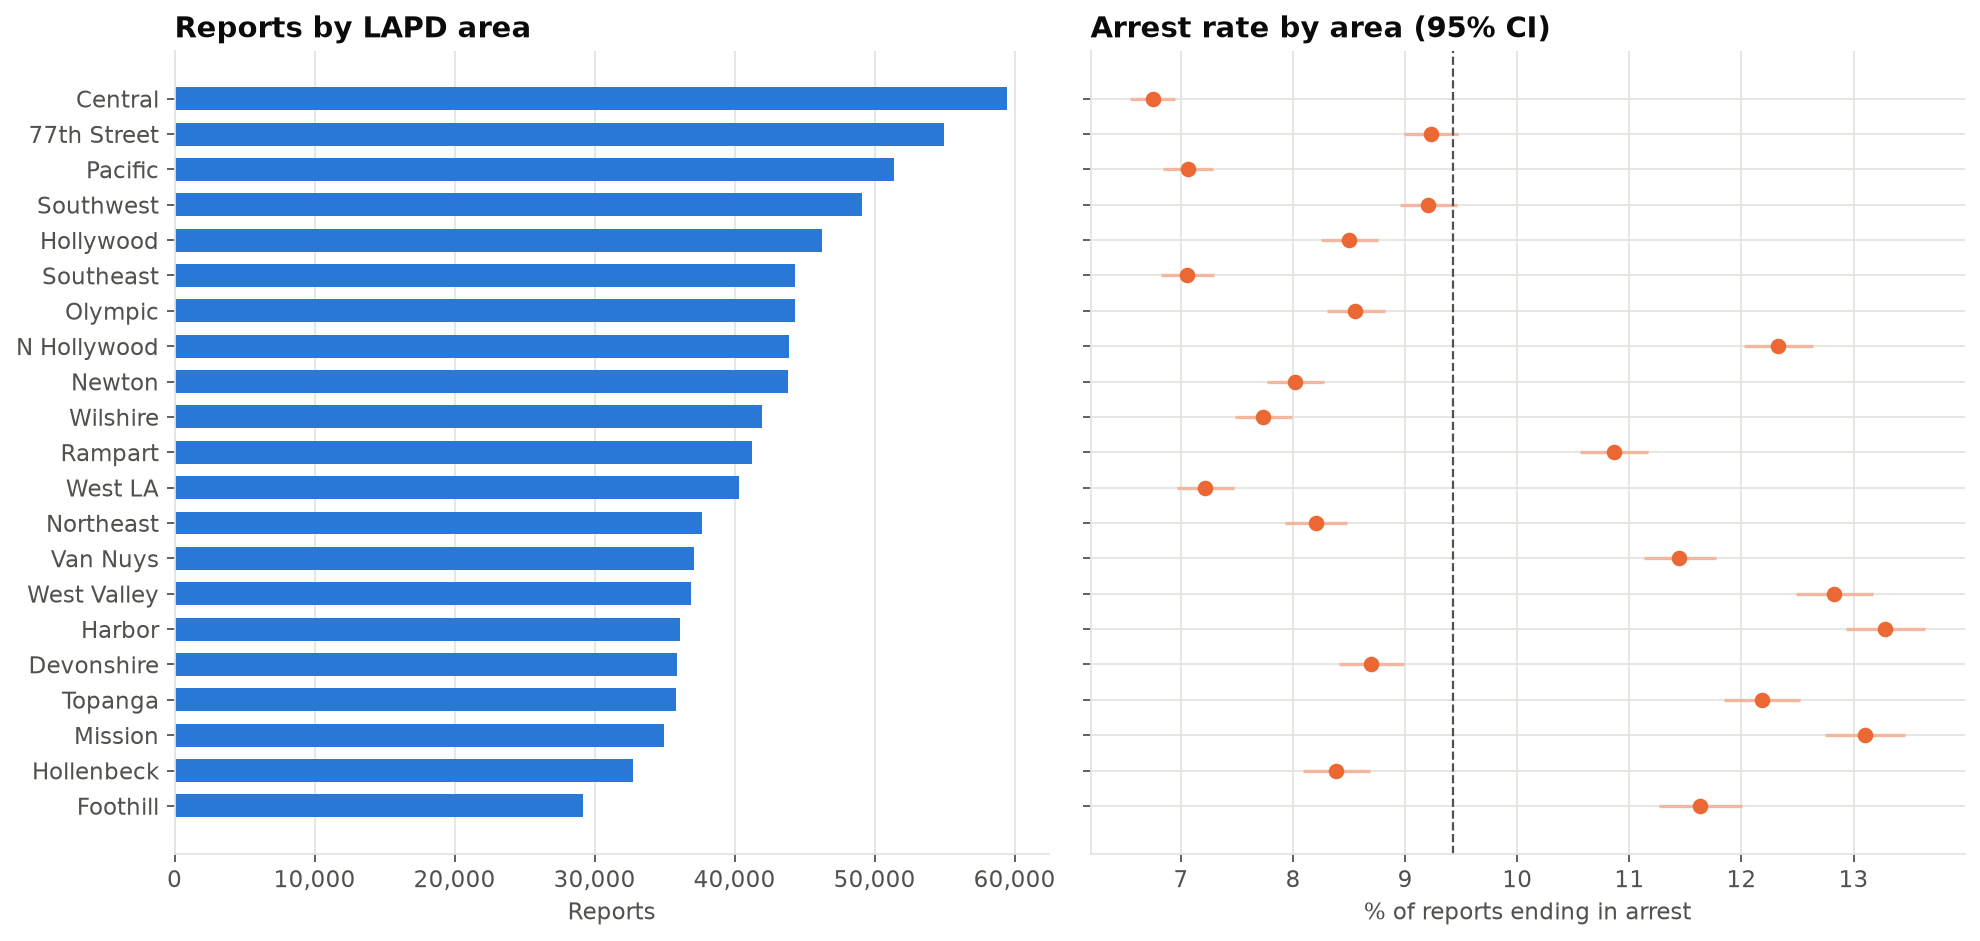 Reports by LAPD area
Central
77th Street
Pacific
Southwest
Hollywood
Southeast
Olympic
N Hollywood
Newton
Wilshire
Rampart
West LA
Northeast
Van Nuys
West Valley
Harbor
Devonshire
Topanga
Mission
Hollenbeck
Foothill
0 10,000 20,000 30,000 40,000 50,000 60,000
Reports
Arrest rate by area (95% CI)
7 8 9 10 11 12 13
% of reports ending in arrest